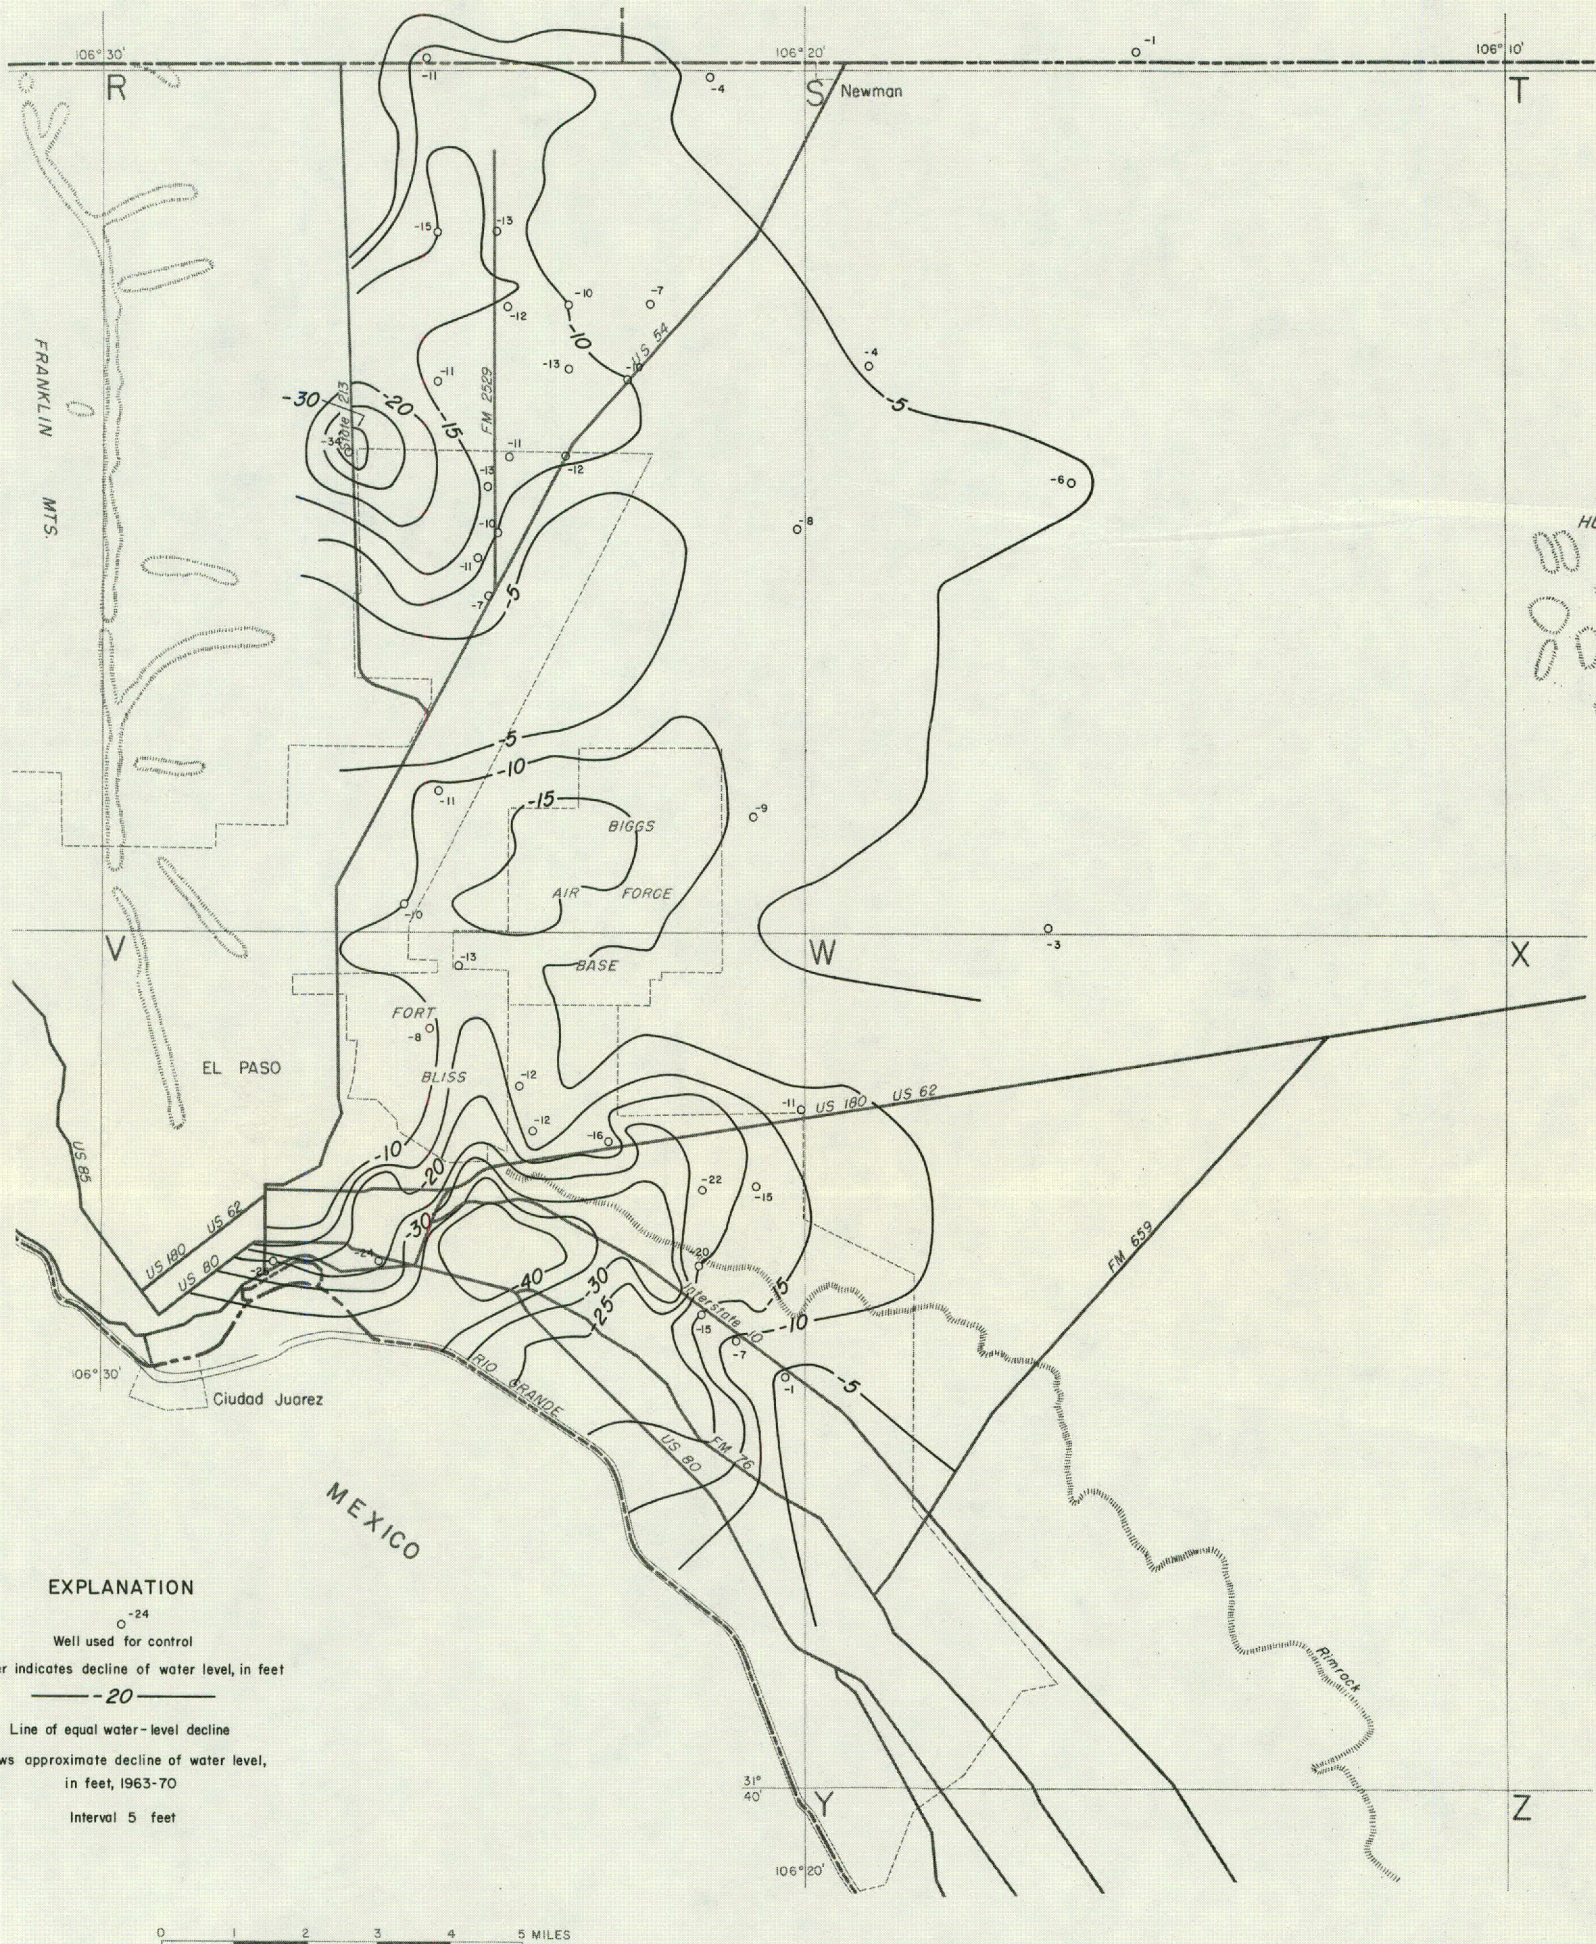 106° 30'
106° 20'
106° 10'
-1
R
-11
-4
S
Newman
T
-15
-13
-12
-10
-7
-10
US 54
-10
-13
-4
-5
FRANKLIN MTS.
-11
State 213
FM 2529
-30
-20
-15
-34
-11
-12
-13
-6
-10
-8
-11
-7
-5
-5
-10
-11
-15
BIGGS
-9
AIR FORCE
-10
V
W
X
-3
-13
BASE
FORT
-8
BLISS
EL PASO
-12
-12
-11
US 180
US 62
-16
-10
-20
US 85
-22
-15
US 180
US 62
US 80
-30
-24
-20
-40
-30
-25
Interstate 10
-15
-10
-15
-7
-1
-5
FM 659
106° 30'
RIO GRANDE
Ciudad Juarez
US 80
FM 76
MEXICO
EXPLANATION
-24
Well used for control
indicates decline of water level, in feet
-20
Line of equal water-level decline
approximate decline of water level,
in feet, 1963-70
Interval 5 feet
Rimrock
31° 40'
Y
Z
106° 20'
0 1 2 3 4 5 MILES